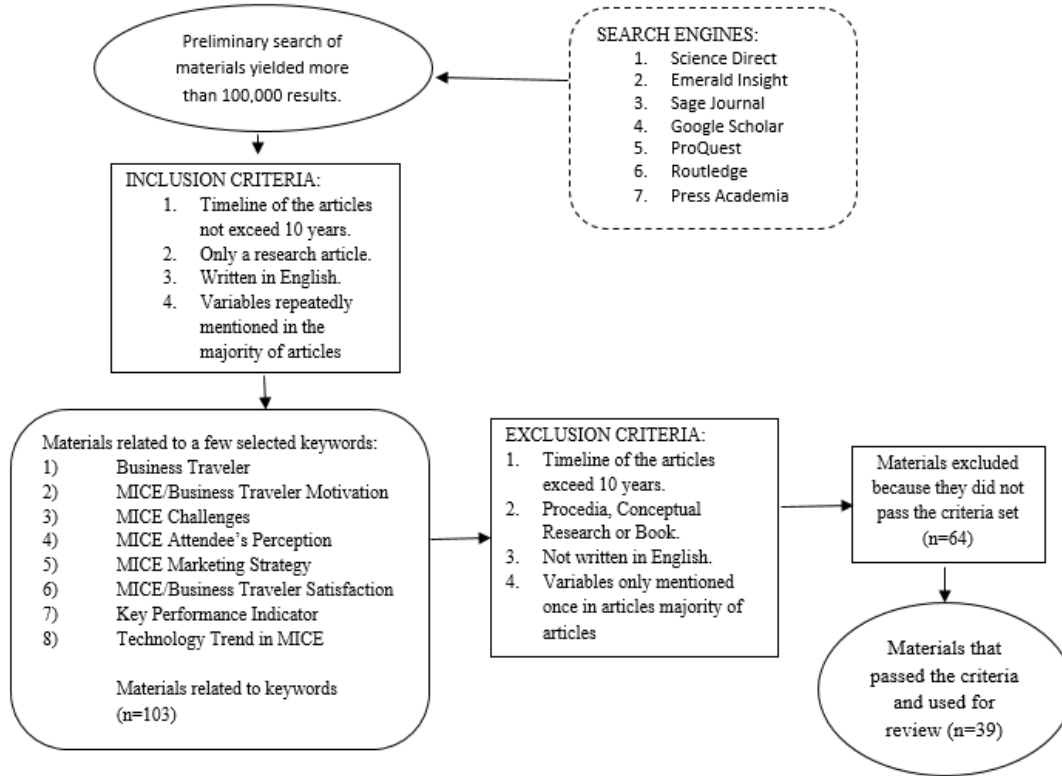 Preliminary search of
materials yielded more
than 100,000 results.
SEARCH ENGINES:
1. Science Direct
2. Emerald Insight
3. Sage Journal
4. Google Scholar
5. ProQuest
6. Routledge
7. Press Academia
INCLUSION CRITERIA:
1. Timeline of the articles
not exceed 10 years.
2. Only a research article.
3. Written in English.
4. Variables repeatedly
mentioned in the
majority of articles
Materials related to a few selected keywords:
1) Business Traveler
2) MICE/Business Traveler Motivation
3) MICE Challenges
4) MICE Attendee's Perception
5) MICE Marketing Strategy
6) MICE/Business Traveler Satisfaction
7) Key Performance Indicator
8) Technology Trend in MICE
Materials related to keywords
(n=103)
EXCLUSION CRITERIA:
1. Timeline of the articles
exceed 10 years.
2. Procedia, Conceptual
Research or Book.
3. Not written in English.
4. Variables only mentioned
once in articles majority of
articles
Materials excluded
because they did not
pass the criteria set
(n=64)
Materials that
passed the criteria
and used for
review (n=39)